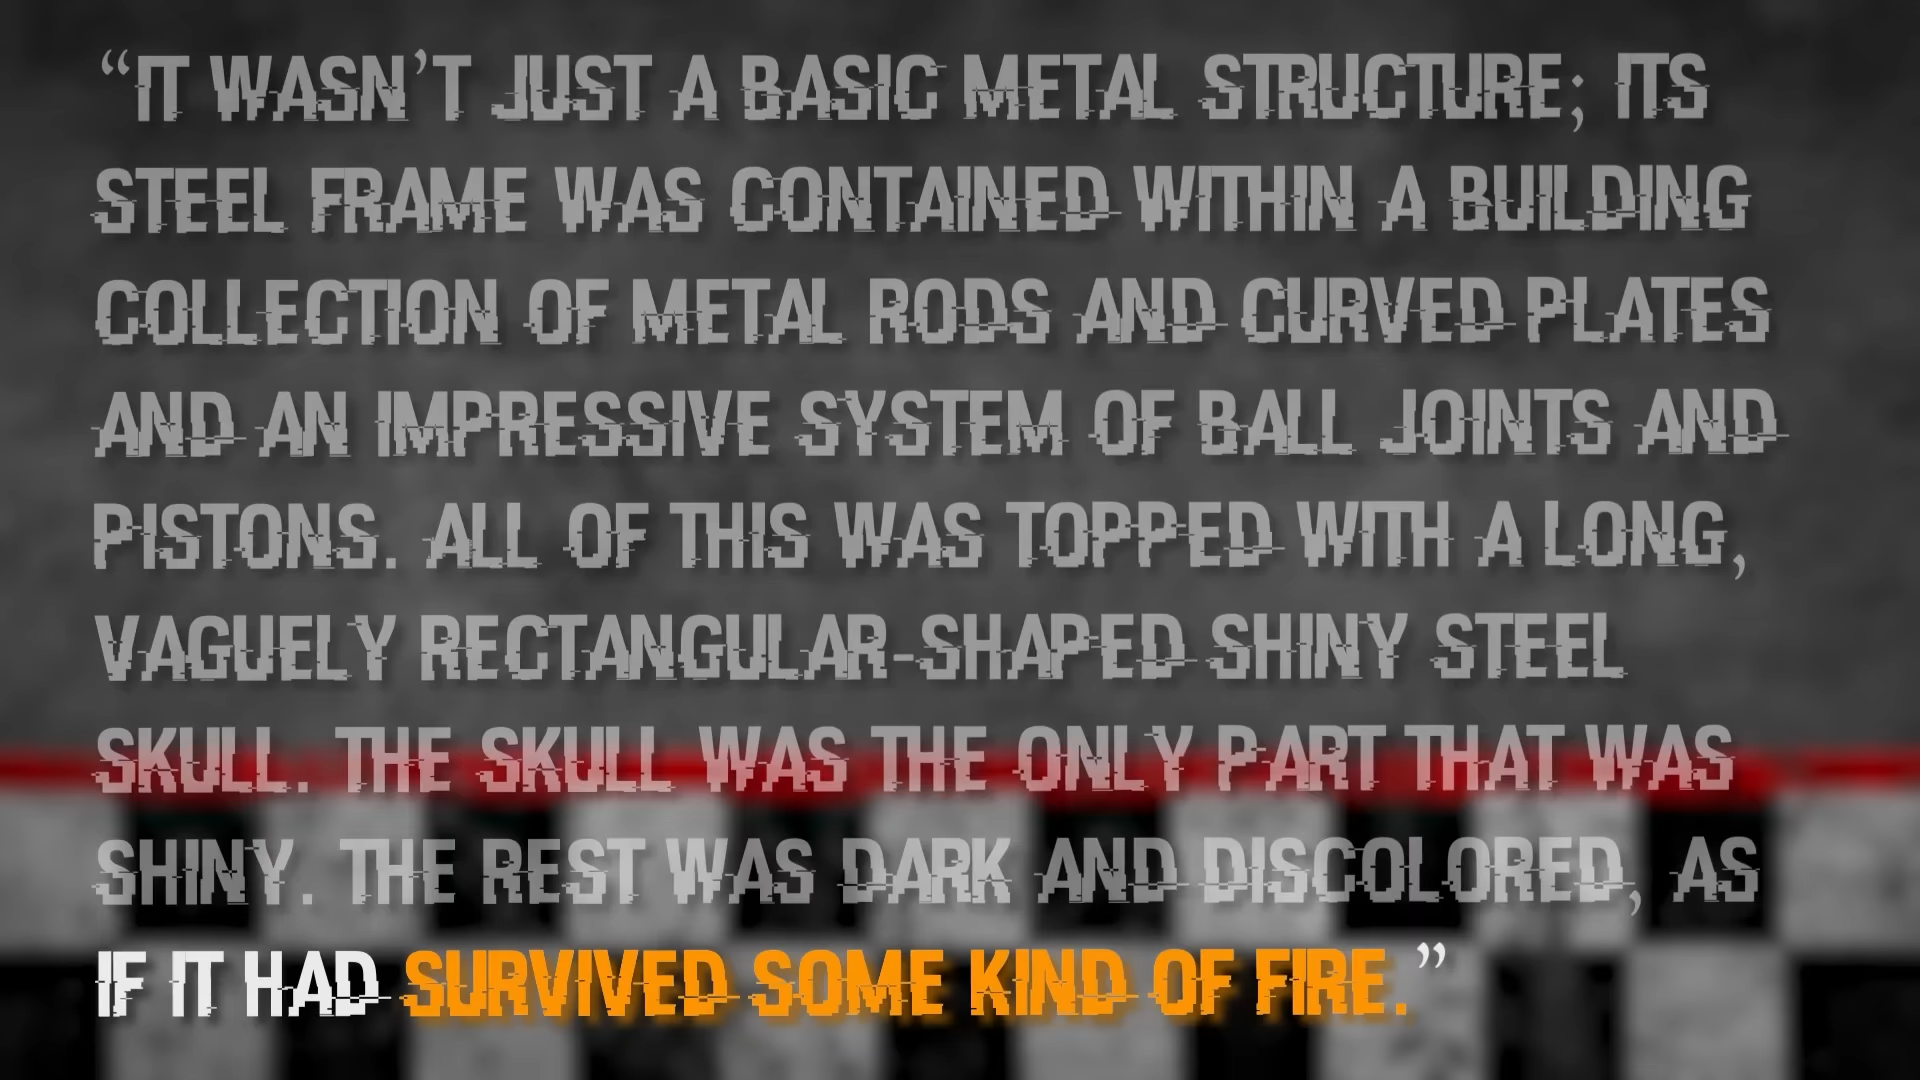 “IT WASN’T JUST A BASIC METAL STRUCTURE; ITS
STEEL FRAME WAS CONTAINED WITHIN A BUILDING
COLLECTION OF METAL RODS AND CURVED PLATES
AND AN IMPRESSIVE SYSTEM OF BALL JOINTS AND
PISTONS. ALL OF THIS WAS TOPPED WITH A LONG,
VAGUELY RECTANGULAR-SHAPED SHINY STEEL
SKULL. THE SKULL WAS THE ONLY PART THAT WAS
SHINY. THE REST WAS DARK AND DISCOLORED, AS
IF IT HAD SURVIVED SOME KIND OF FIRE.”